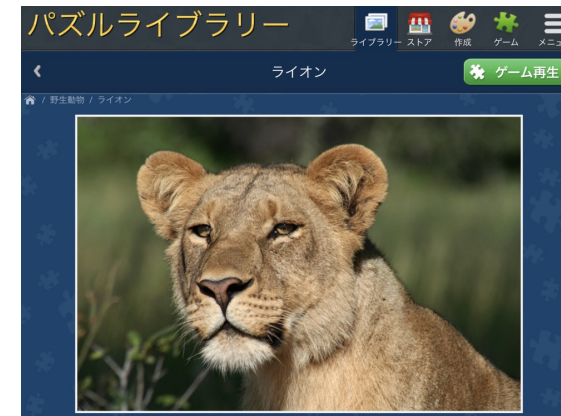 パズルライブラリー
ライブラリー ストア 作成 ゲーム
ライオン
ゲーム再生
/ 野生動物 / ライオン